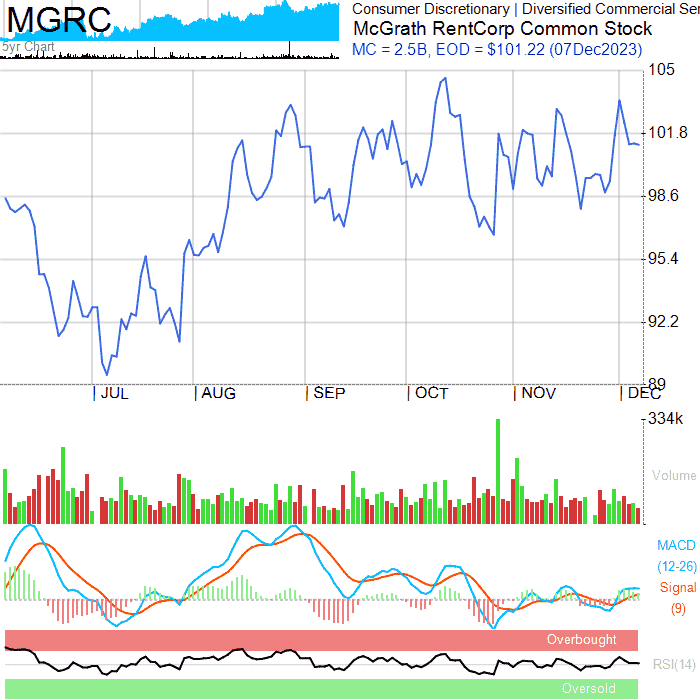 MGRC
5yr Chart
Consumer Discretionary | Diversified Commercial Ser
McGrath RentCorp Common Stock
MC = 2.5B, EOD = $101.22 (07Dec2023)
105
101.8
98.6
95.4
92.2
89
JUL AUG SEP OCT NOV DEC
334k
Volume
MACD
(12-26)
Signal
(9)
Overbought
RSI(14)
Oversold